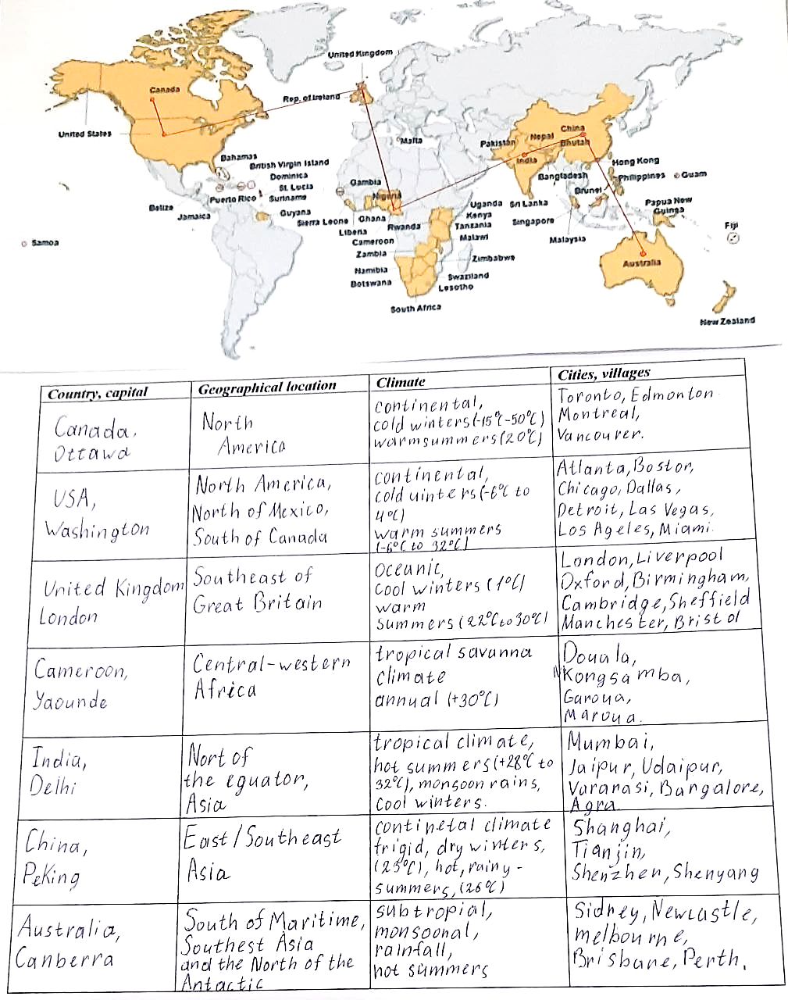 United Kingdom
Canada
Rep. of Ireland
United States
Malta
China
Nepal
Pakistan
Bhutan
India
Bahamas
Hong Kong
British Virgin Island
Dominica
Bangladesh
Philippines
Guam
Gambia
St. Lucia
Brunei
Nigeria
Puerto Rico
Suriname
Belize
Uganda
Sri Lanka
Papua New
Guinga
Jamaica
Guyana
Kenya
Sierra Leone
Ghana
Tanzania
Singapore
Rwanda
Fiji
Liberia
Malawi
Malaysia
Cameroon
Samoa
Zambia
Zimbabwe
Australia
Namibia
Swaziland
Botswana
Lesotho
South Africa
New Zealand
Country, capital
Geographical location
Climate
Cities, villages
Canada,
Ottawa
North
America
continental,
cold winters (-15°C-50°C)
warm summers (20°C)
Toronto, Edmonton
Montreal,
Vancouver.
USA,
Washington
North America,
North of Mexico,
South of Canada
continental,
cold uinters (-6°C to
4°C)
warm summers
(-6°C to 32°C)
Atlanta, Boston,
Chicago, Dallas,
Detroit, Las Vegas,
Los Ageles, Miami.
United Kingdom
London
Southeast of
Great Britain
oceanic,
cool winters (1°C)
warm
summers (22°C to 30°C)
London, Liverpool
Oxford, Birmingham,
Cambridge, Sheffield
Manchester, Bristol
Cameroon,
Yaounde
Central-western
Africa
tropical savanna
climate
annual (+30°C)
Douala,
Nkongsamba,
Garoua,
Maroua.
India,
Delhi
Nort of
the equator,
Asia
tropical climate,
hot summers (+28°C to
32°C), monsoon rains,
cool winters.
Mumbai,
Jaipur, Udaipur,
Vararasi, Bangalore,
Agra.
China,
Peking
East / Southeast
Asia
continetal climate
frigid, dry winters,
(23°C), hot, rainy-
summers, (26°C)
Shanghai,
Tianjin,
Shenzhen, Shenyang
Australia,
Canberra
South of Maritime,
Southest Asia
and the North of the
Antactic
subtropial,
monsoonal,
rainfall,
hot summers
Sidney, Newcastle,
melbourne,
Brisbane, Perth.